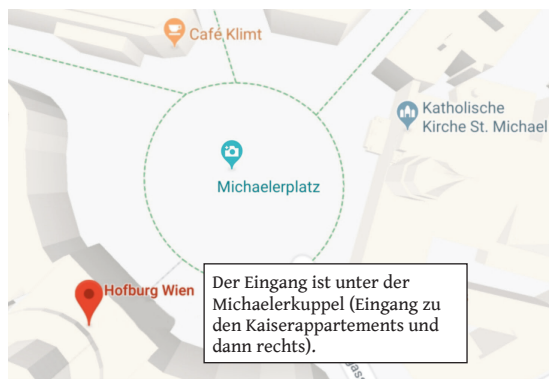 Café Klimt
Katholische
Kirche St. Michael
Michaelerplatz
Hofburg Wien
Der Eingang ist unter der
Michaelerkuppel (Eingang zu
den Kaiserappartements und
dann rechts).